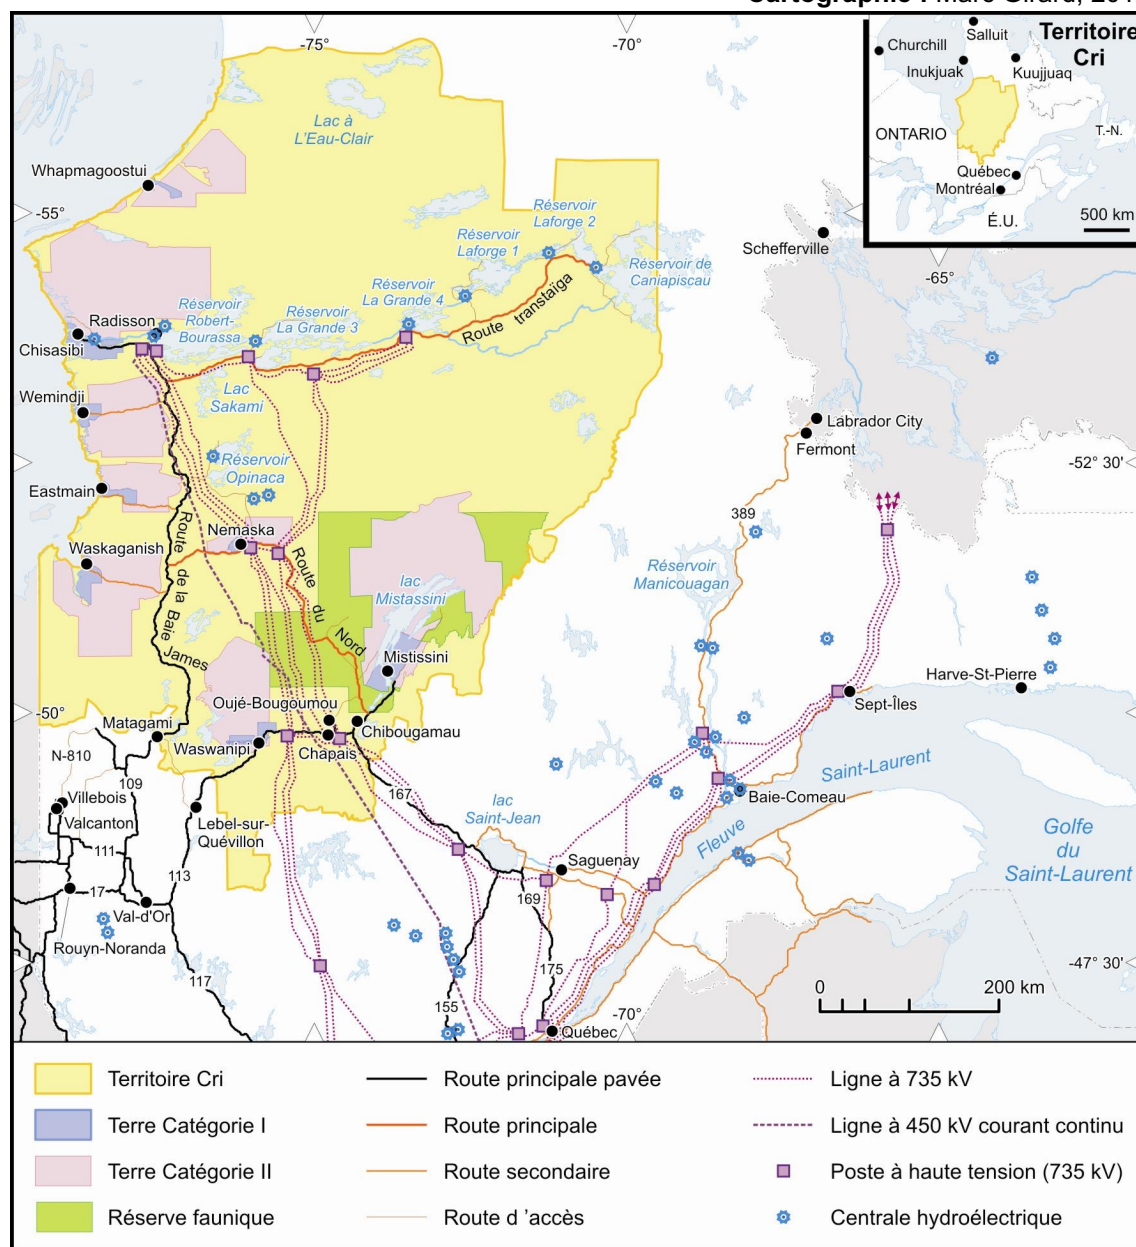 Cartographie : Marc Girard, 201
-75°
-70°
Territoire
Cri
Salluit
Churchill
Inukjuak
Kuujjuaq
ONTARIO
T.-N.
Québec
Montréal
É.U.
500 km
Lac à
L'Eau-Clair
Whapmagoostui
-55°
Réservoir
Laforge 2
Réservoir
Laforge 1
Réservoir de
Caniapiscau
Schefferville
-65°
Réservoir
La Grande 4
Réservoir
La Grande 3
Réservoir
Robert-
Bourassa
Route transtaïga
Radisson
Chisasibi
Wemindji
Lac
Sakami
Labrador City
Fermont
Réservoir
Opinaca
-52° 30'
Eastmain
389
Nemaska
Waskaganish
Route de la Baie James
Route du Nord
lac
Mistassini
Réservoir
Manicouagan
Mistissini
Harve-St-Pierre
Sept-Îles
-50°
Oujé-Bougoumou
Matagami
Waswanipi
Chapais
Chibougamau
N-810
109
Villebois
Valcanton
167
Saint-Laurent
Baie-Comeau
Lebel-sur-
Quévillon
lac
Saint-Jean
Fleuve
Golfe
du
Saint-Laurent
111
113
17
Saguenay
169
Val-d'Or
Rouyn-Noranda
117
175
155
-47° 30'
0
200 km
-70°
Québec
Territoire Cri
Terre Catégorie I
Terre Catégorie II
Réserve faunique
Route principale pavée
Route principale
Route secondaire
Route d 'accès
Ligne à 735 kV
Ligne à 450 kV courant continu
Poste à haute tension (735 kV)
Centrale hydroélectrique